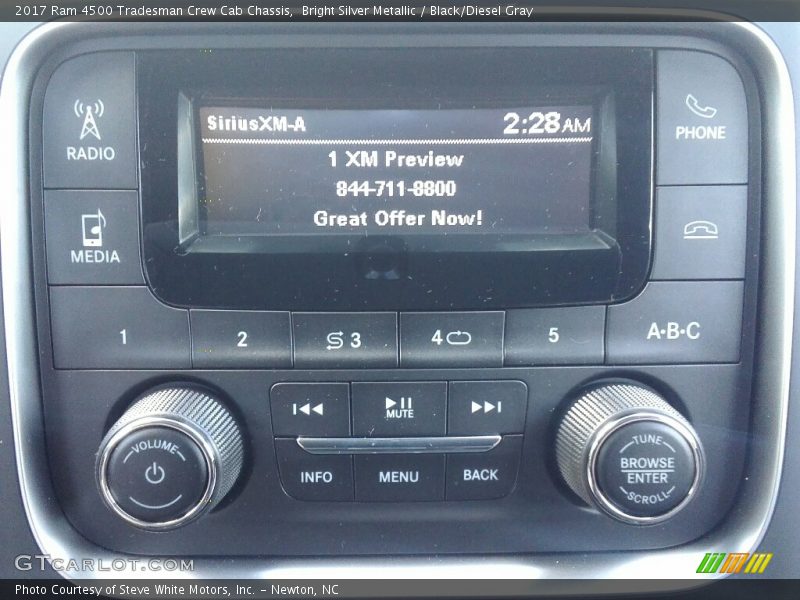 2017 Ram 4500 Tradesman Crew Cab Chassis,  Bright Silver Metallic / Black/Diesel Gray
RADIO
SiriusXM-A 2:28AM
1 XM Preview
844-711-8800
Great Offer Now!
PHONE
MEDIA
1 2 3 4 5 A·B·C
MUTE
VOLUME
INFO MENU BACK
TUNE
BROWSE
ENTER
SCROLL
GTcarlot.com
Photo Courtesy of Steve White Motors, Inc. – Newton, NC